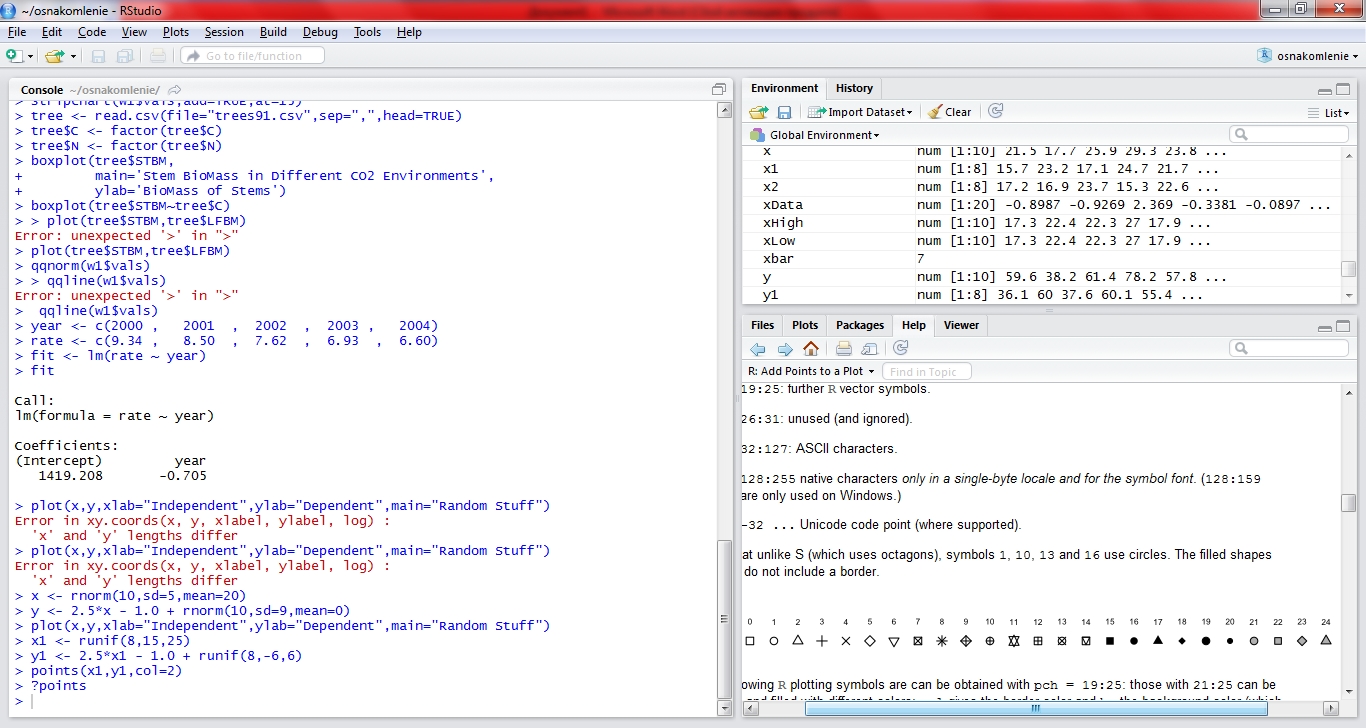 ~/osnakomlenie - RStudio
File Edit Code View Plots Session Build Debug Tools Help
Go to file/function
osnakomlenie
Console ~/osnakomlenie/
> stripchart(w1$vals,add=TRUE,at=15)
> tree <- read.csv(file="trees91.csv",sep=",",head=TRUE)
> tree$C <- factor(tree$C)
> tree$N <- factor(tree$N)
> boxplot(tree$STBM,
+         main='Stem BioMass in Different CO2 Environments',
+         ylab='BioMass of Stems')
> boxplot(tree$STBM~tree$C)
> > plot(tree$STBM,tree$LFBM)
Error: unexpected '>' in ">"
> plot(tree$STBM,tree$LFBM)
> qqnorm(w1$vals)
> > qqline(w1$vals)
Error: unexpected '>' in ">"
>  qqline(w1$vals)
> year <- c(2000 ,   2001  ,  2002  ,  2003 ,   2004)
> rate <- c(9.34 ,   8.50  ,  7.62  ,  6.93  ,  6.60)
> fit <- lm(rate ~ year)
> fit
Call:
lm(formula = rate ~ year)
Coefficients:
(Intercept)         year
   1419.208       -0.705
> plot(x,y,xlab="Independent",ylab="Dependent",main="Random Stuff")
Error in xy.coords(x, y, xlabel, ylabel, log) :
  'x' and 'y' lengths differ
> plot(x,y,xlab="Independent",ylab="Dependent",main="Random Stuff")
Error in xy.coords(x, y, xlabel, ylabel, log) :
  'x' and 'y' lengths differ
> x <- rnorm(10,sd=5,mean=20)
> y <- 2.5*x - 1.0 + rnorm(10,sd=9,mean=0)
> plot(x,y,xlab="Independent",ylab="Dependent",main="Random Stuff")
> x1 <- runif(8,15,25)
> y1 <- 2.5*x1 - 1.0 + runif(8,-6,6)
> points(x1,y1,col=2)
> ?points
>
Environment History
Import Dataset Clear List
Global Environment
x num [1:10] 21.5 17.7 25.9 29.3 23.8 ...
x1 num [1:8] 15.7 23.2 17.1 24.7 21.7 ...
x2 num [1:8] 17.2 16.9 23.7 15.3 22.6 ...
xData num [1:20] -0.8987 -0.9269 2.369 -0.3381 -0.0897 ...
xHigh num [1:10] 17.3 22.4 22.3 27 17.9 ...
xLow num [1:10] 17.3 22.4 22.3 27 17.9 ...
xbar 7
y num [1:10] 59.6 38.2 61.4 78.2 57.8 ...
y1 num [1:8] 36.1 60 37.6 60.1 55.4 ...
Files Plots Packages Help Viewer
R: Add Points to a Plot Find in Topic
19:25: further R vector symbols.
26:31: unused (and ignored).
32:127: ASCII characters.
128:255 native characters only in a single-byte locale and for the symbol font. (128:159
are only used on Windows.)
-32 ... Unicode code point (where supported).
at unlike S (which uses octagons), symbols 1, 10, 13 and 16 use circles. The filled shapes
do not include a border.
0 1 2 3 4 5 6 7 8 9 10 11 12 13 14 15 16 17 18 19 20 21 22 23 24
owing R plotting symbols are can be obtained with pch = 19:25: those with 21:25 can be